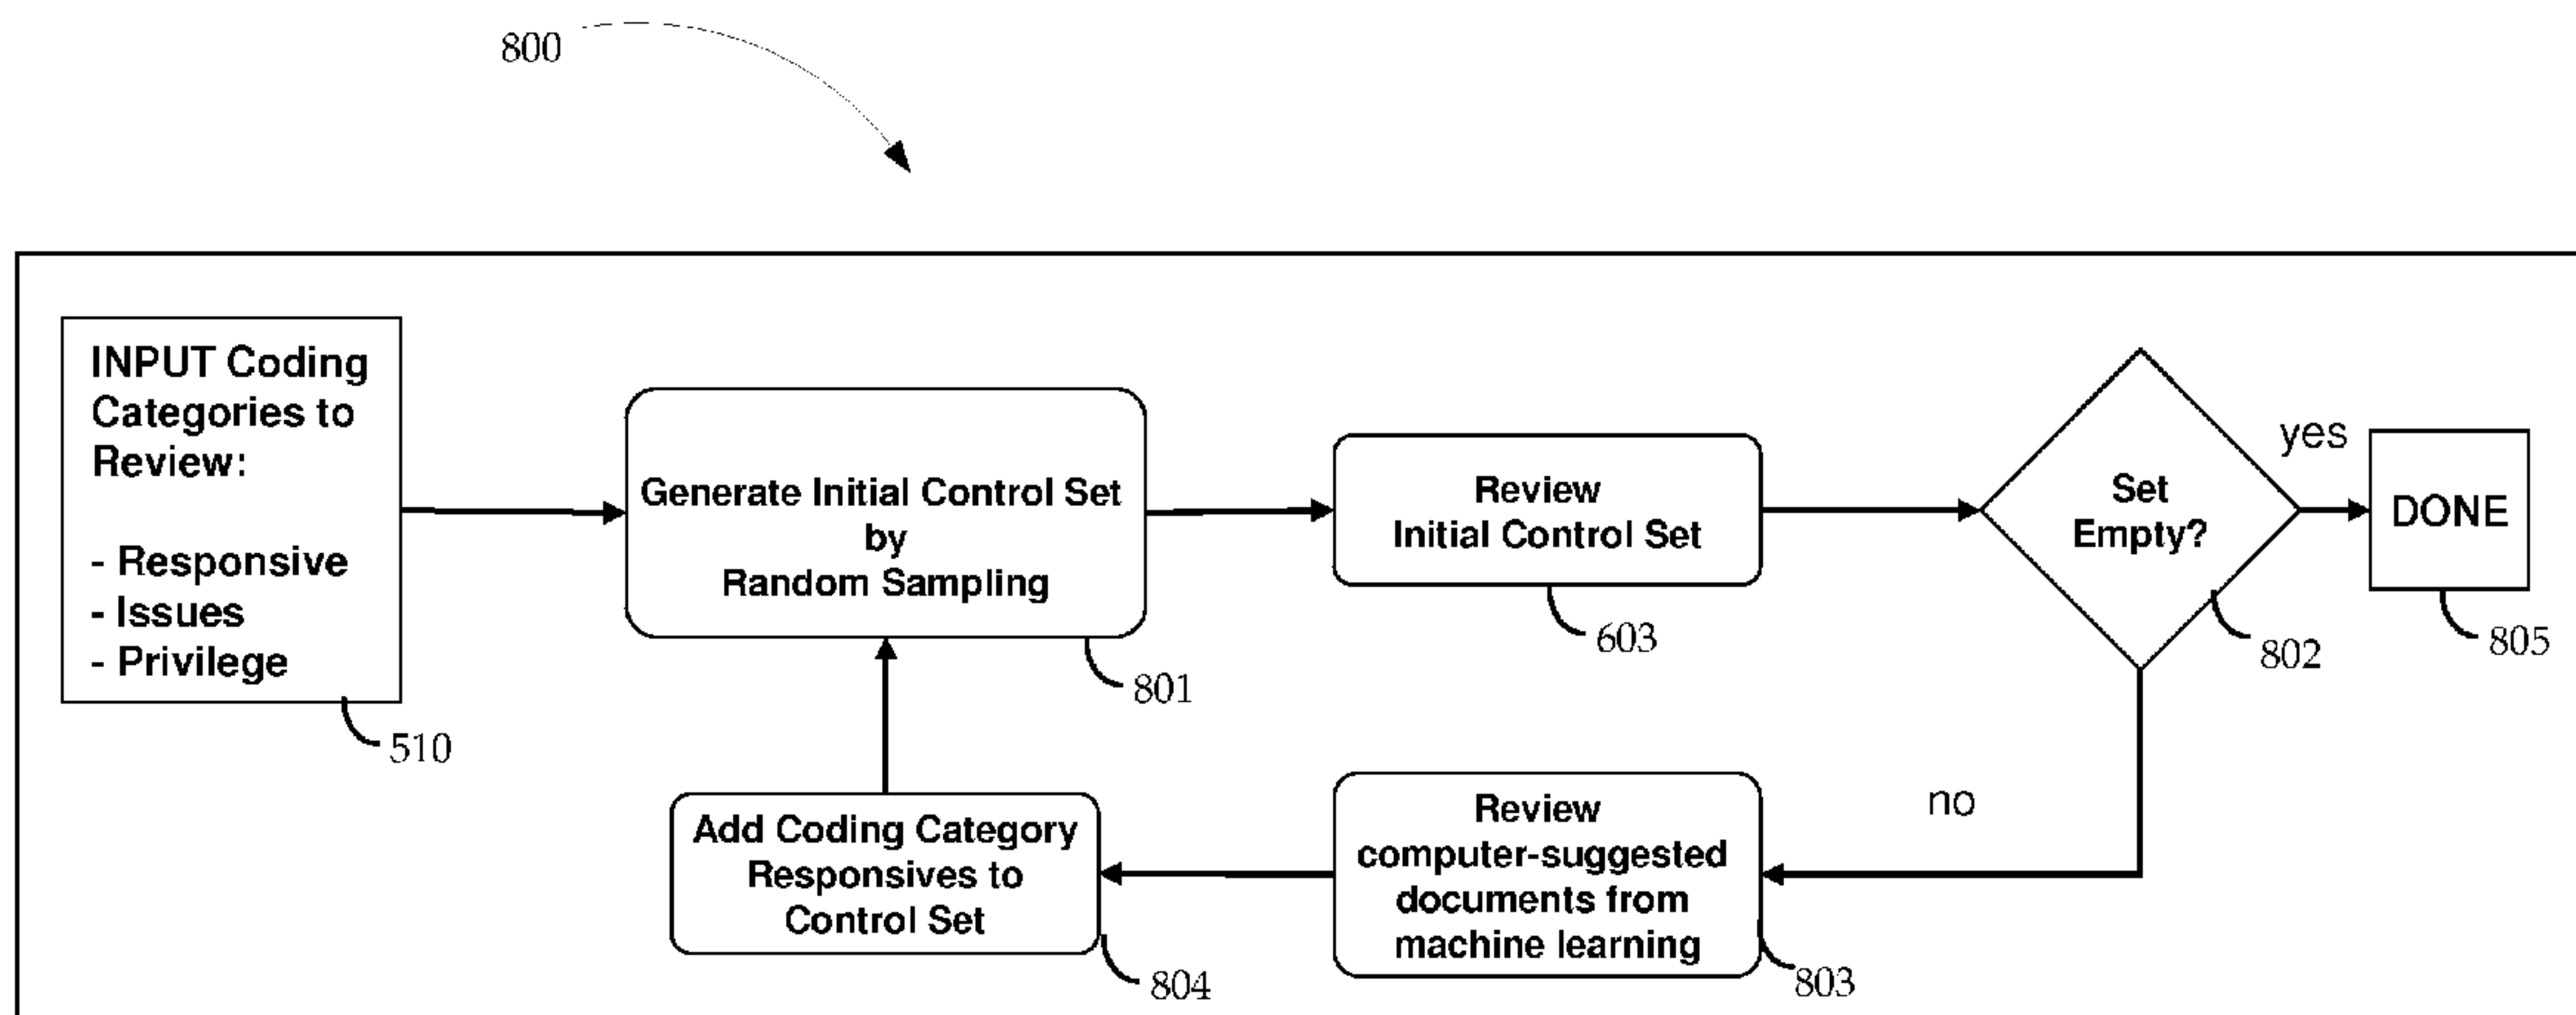 800
INPUT Coding
Categories to
Review:
- Responsive
- Issues
- Privilege
510
Generate Initial Control Set
by
Random Sampling
801
Review
Initial Control Set
603
Set
Empty?
802
yes
DONE
805
no
Review
computer-suggested
documents from
machine learning
803
Add Coding Category
Responsives to
Control Set
804